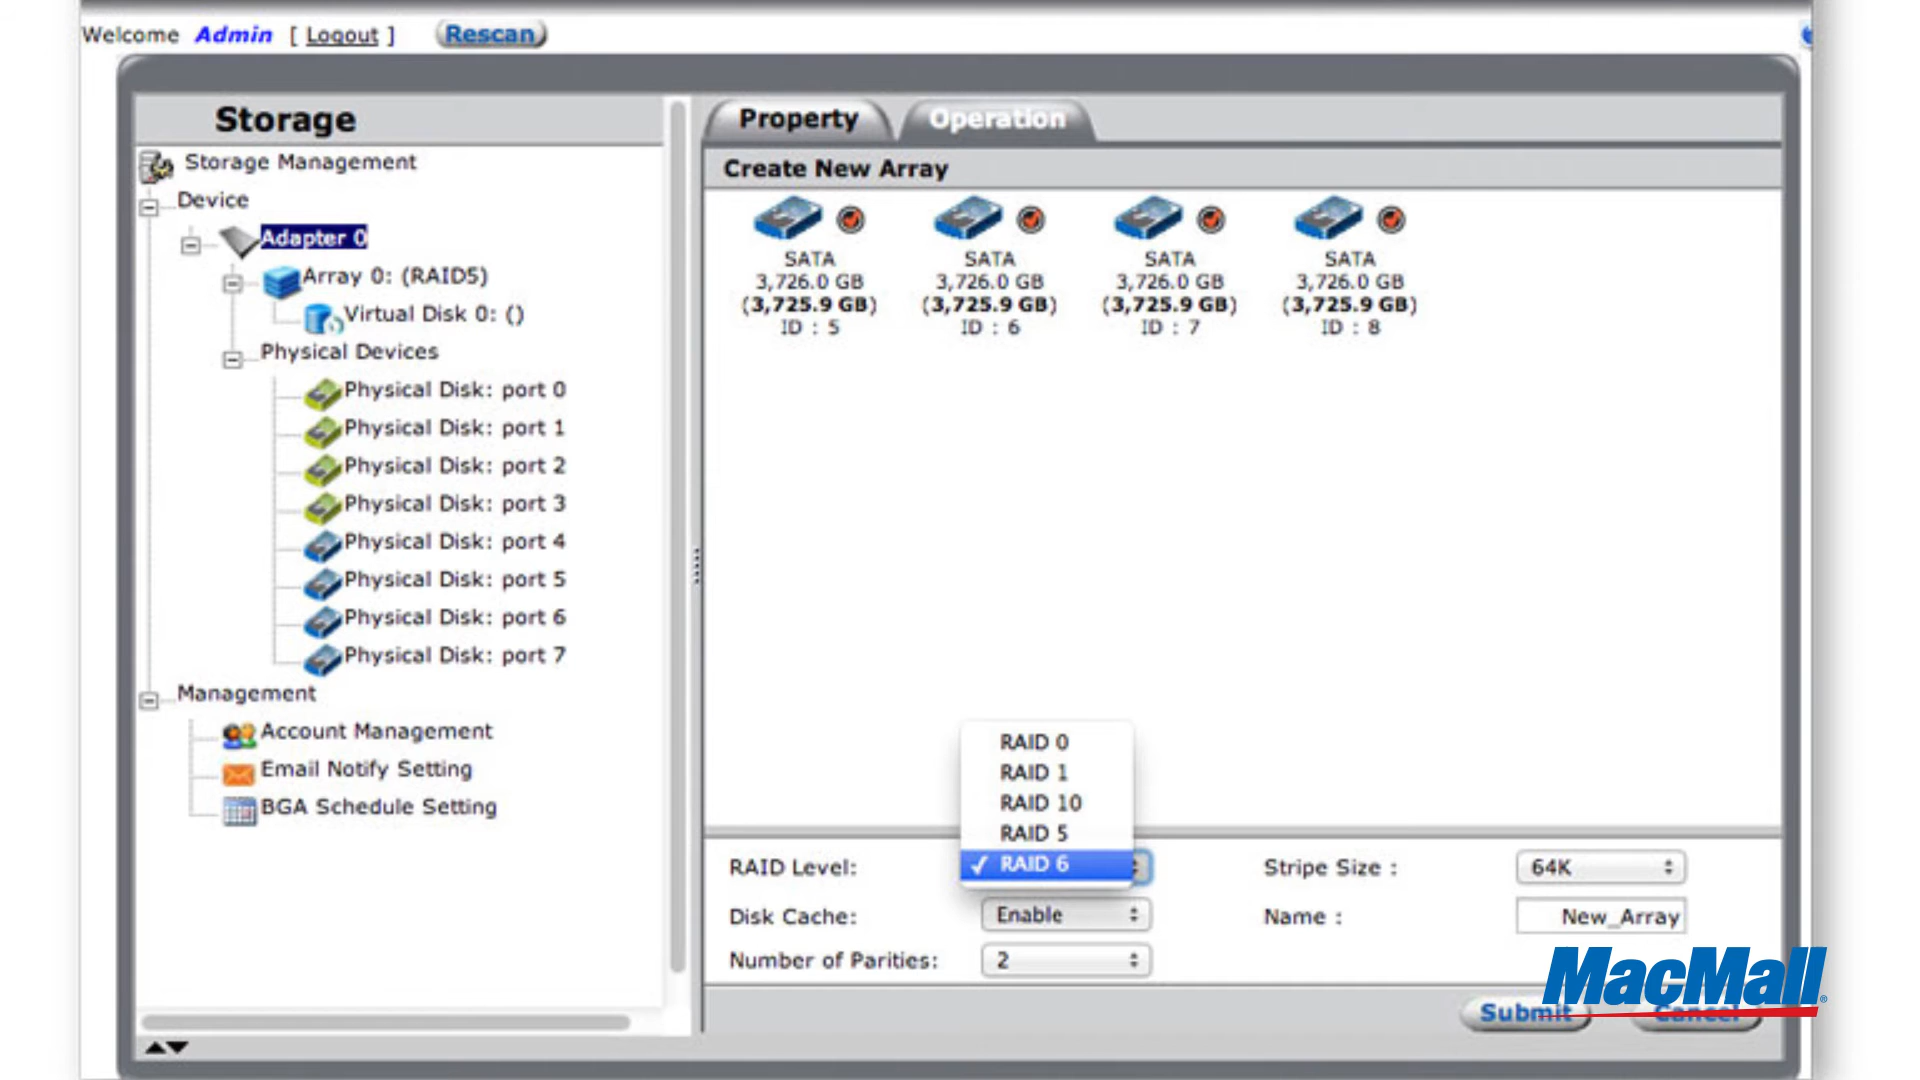 Welcome Admin [ Logout ] Rescan
Storage
Storage Management
Device
Adapter 0
Array 0: (RAID5)
Virtual Disk 0: ()
Physical Devices
Physical Disk: port 0
Physical Disk: port 1
Physical Disk: port 2
Physical Disk: port 3
Physical Disk: port 4
Physical Disk: port 5
Physical Disk: port 6
Physical Disk: port 7
Management
Account Management
Email Notify Setting
BGA Schedule Setting
Property Operation
Create New Array
SATA SATA SATA SATA
3,726.0 GB 3,726.0 GB 3,726.0 GB 3,726.0 GB
(3,725.9 GB) (3,725.9 GB) (3,725.9 GB) (3,725.9 GB)
ID : 5 ID : 6 ID : 7 ID : 8
RAID 0
RAID 1
RAID 10
RAID 5
RAID Level: ✓ RAID 6 Stripe Size : 64K
Disk Cache: Enable Name : New_Array
Number of Parities: 2
MacMall®
Submit Cancel